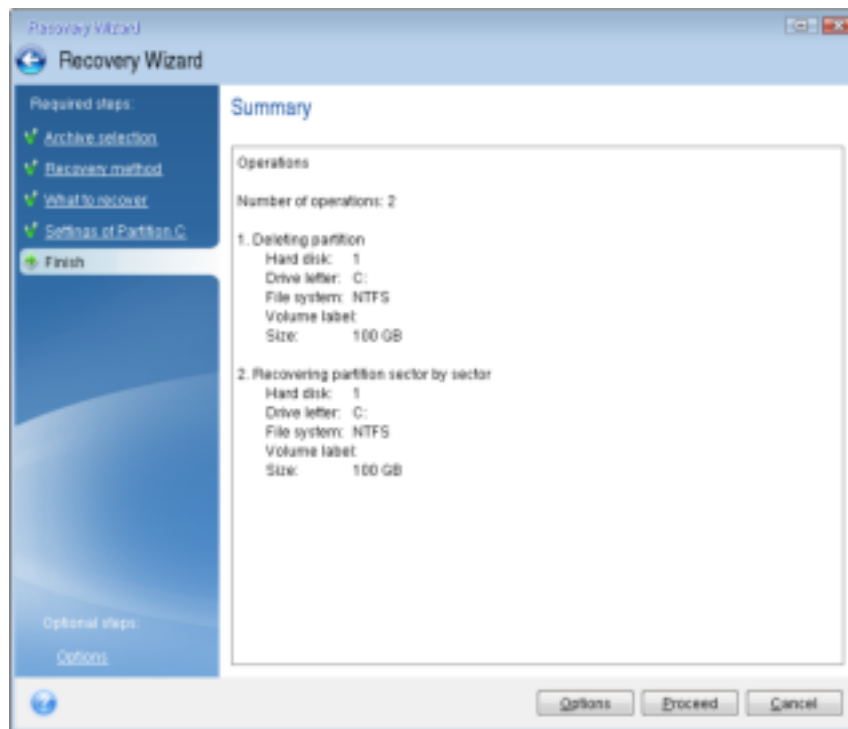 Recovery Wizard
Recovery Wizard
Required steps:
Archive selection
Recovery method
What to recover
Settings of Partition C
Finish
Optional steps:
Options
Summary
Operations
Number of operations: 2
1. Deleting partition
Hard disk: 1
Drive letter: C:
File system: NTFS
Volume label:
Size: 100 GB
2. Recovering partition sector by sector
Hard disk: 1
Drive letter: C:
File system: NTFS
Volume label:
Size: 100 GB
Options
Proceed
Cancel